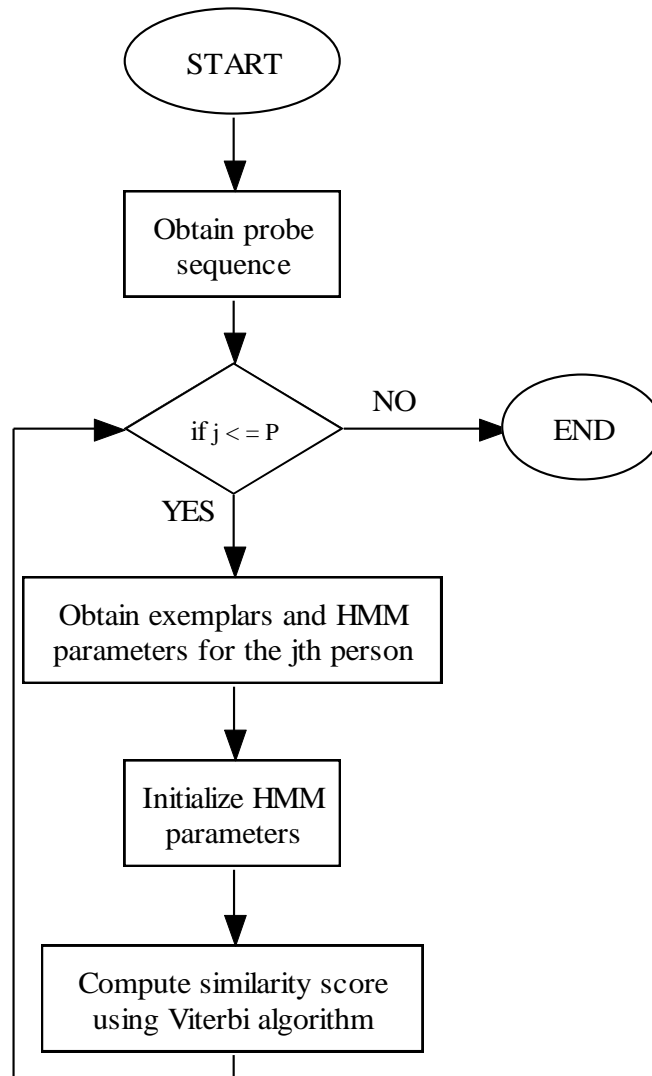 START
Obtain probe
sequence
if j < = P
NO
END
YES
Obtain exemplars and HMM
parameters for the jth person
Initialize HMM
parameters
Compute similarity score
using Viterbi algorithm